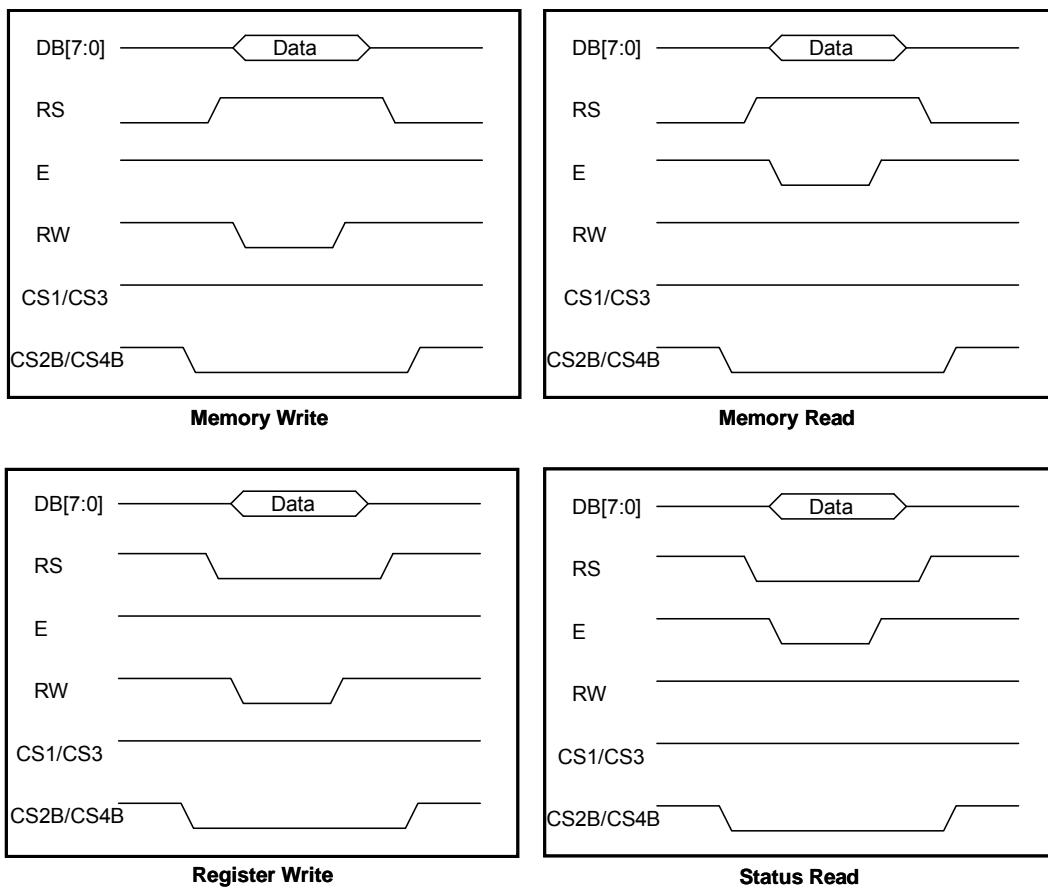 DB[7:0] Data
RS
E
RW
CS1/CS3
CS2B/CS4B
Memory Write
DB[7:0] Data
RS
E
RW
CS1/CS3
CS2B/CS4B
Memory Read
DB[7:0] Data
RS
E
RW
CS1/CS3
CS2B/CS4B
Register Write
DB[7:0] Data
RS
E
RW
CS1/CS3
CS2B/CS4B
Status Read